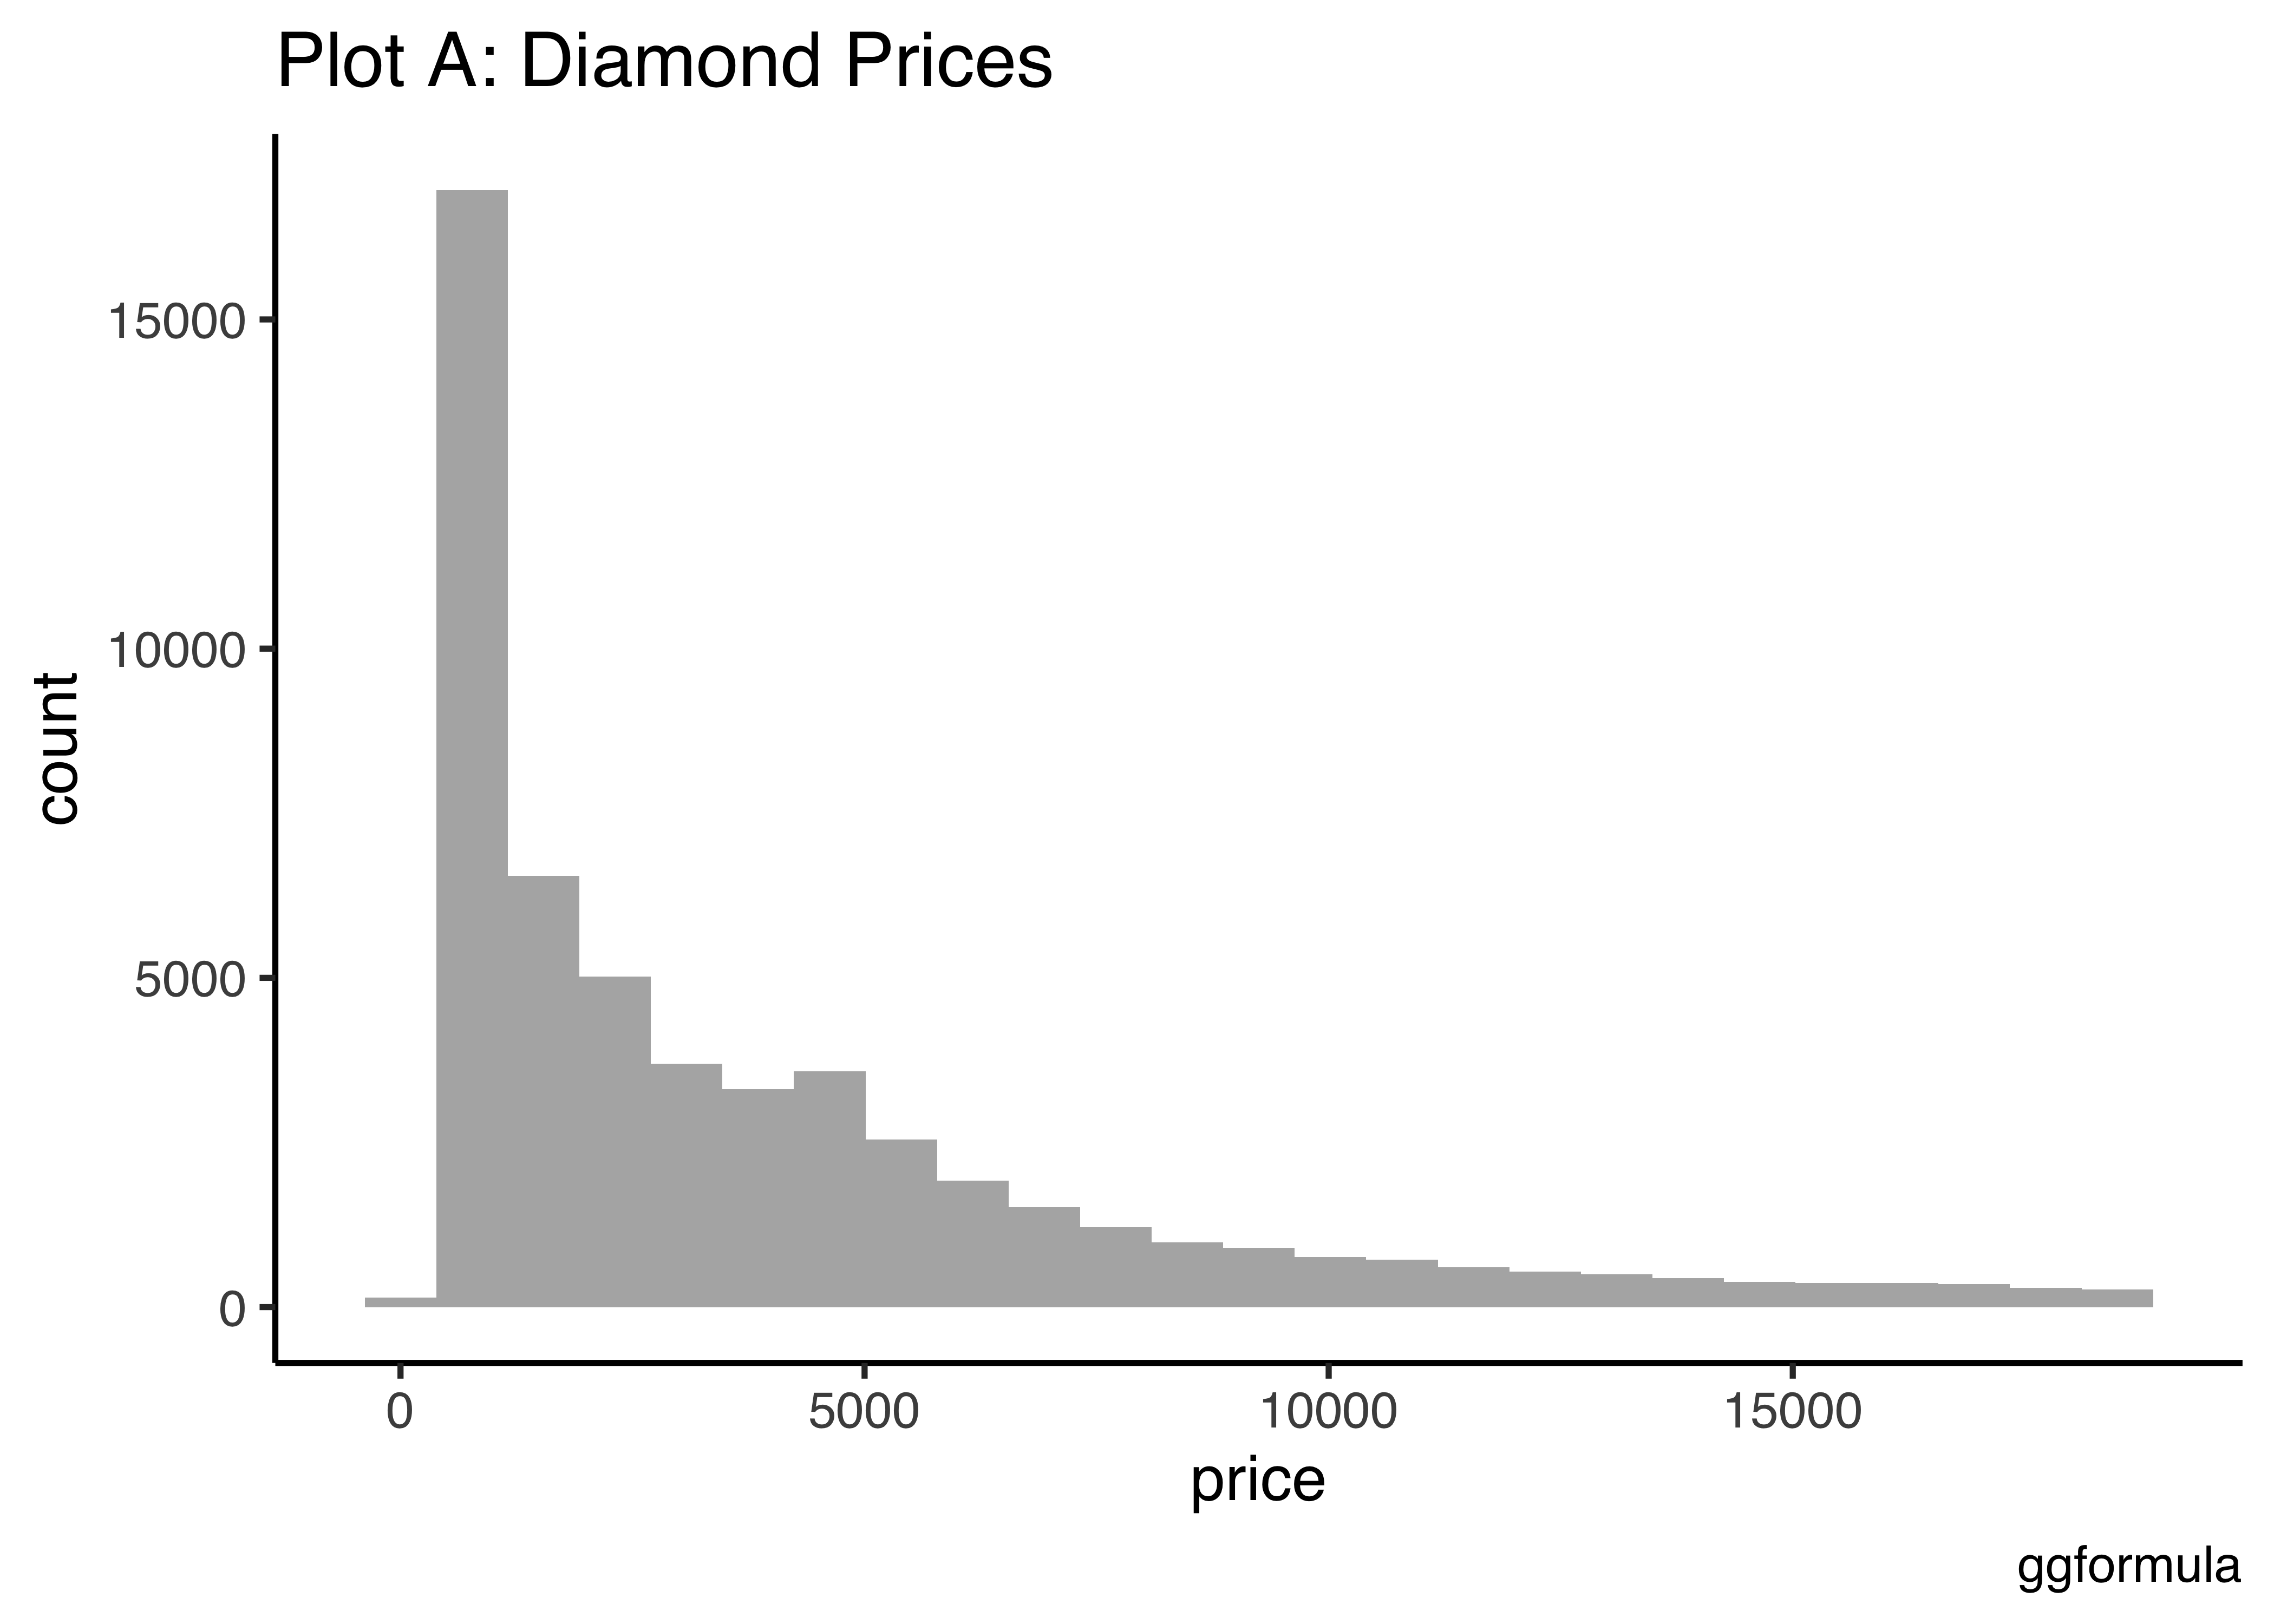 Plot A: Diamond Prices
15000
10000
5000
0
count
0 5000 10000 15000
price
ggformula